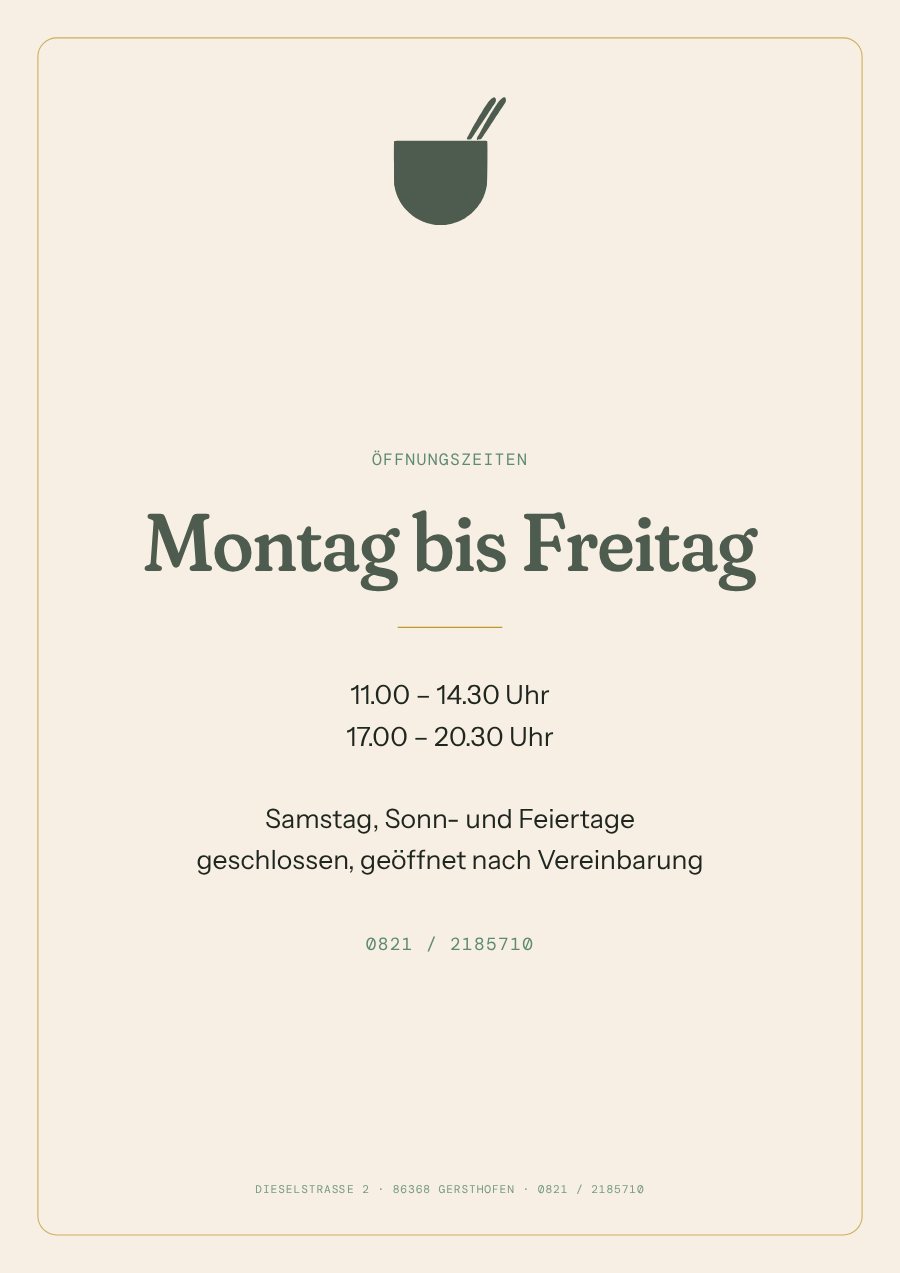 ÖFFNUNGSZEITEN
Montag bis Freitag
11.00 – 14.30 Uhr
17.00 – 20.30 Uhr
Samstag, Sonn- und Feiertage
geschlossen, geöffnet nach Vereinbarung
0821 / 2185710
DIESELSTRASSE 2 · 86368 GERSTHOFEN · 0821 / 2185710